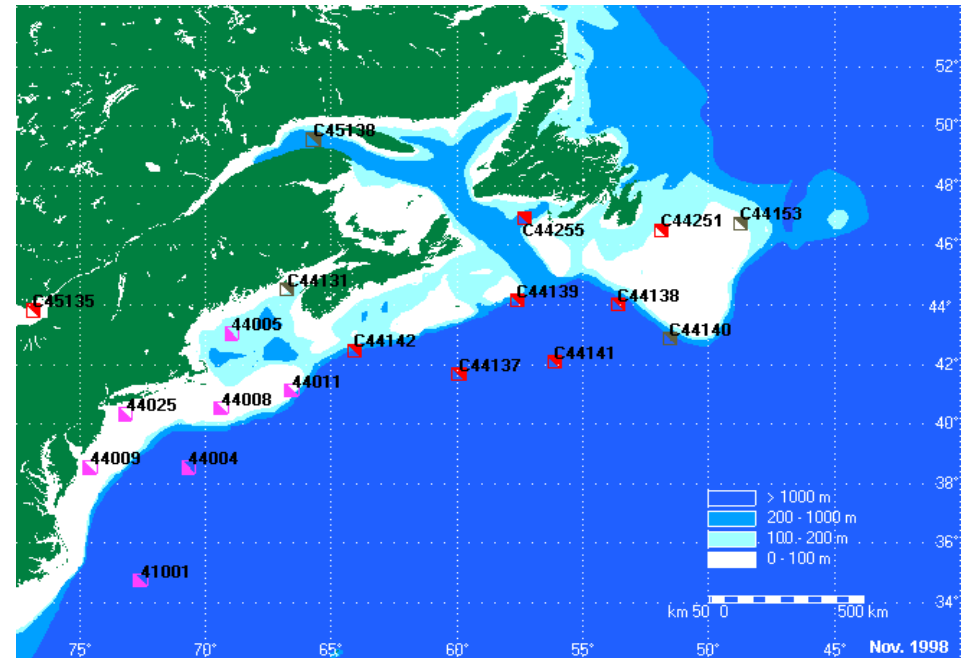 52°
C45138
50°
48°
C44153
C44255
C44251
46°
C44131
C45135
C44139
C44138
44°
44005
C44142
C44140
C44141
C44137
42°
44011
44025
44008
40°
44009
44004
38°
> 1000 m
200 - 1000 m
100 - 200 m
0 - 100 m
36°
41001
km 50 0 500 km
34°
75° 70° 65° 60° 55° 50° 45° Nov. 1998